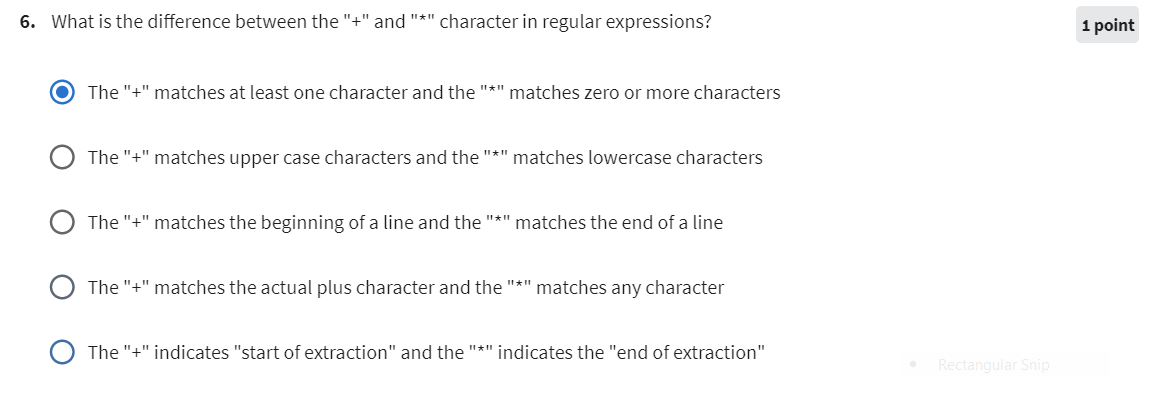 6. What is the difference between the "+" and "*" character in regular expressions?
1 point
The "+" matches at least one character and the "*" matches zero or more characters
The "+" matches upper case characters and the "*" matches lowercase characters
The "+" matches the beginning of a line and the "*" matches the end of a line
The "+" matches the actual plus character and the "*" matches any character
The "+" indicates "start of extraction" and the "*" indicates the "end of extraction"
• Rectangular Snip